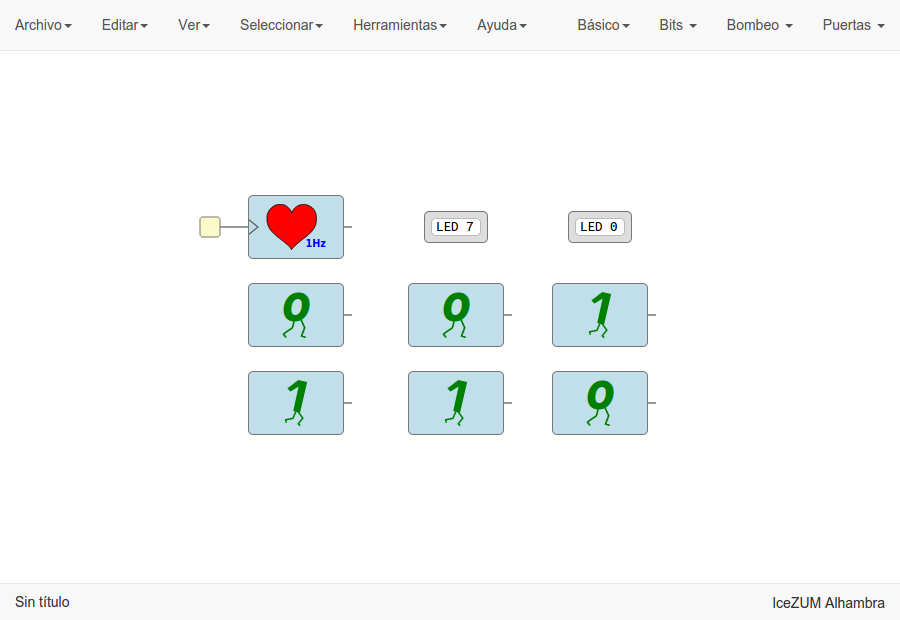 Archivo Editar Ver Seleccionar Herramientas Ayuda Básico Bits Bombeo Puertas
1Hz LED 7 LED 0
0 0 1
1 1 0
Sin título IceZUM Alhambra